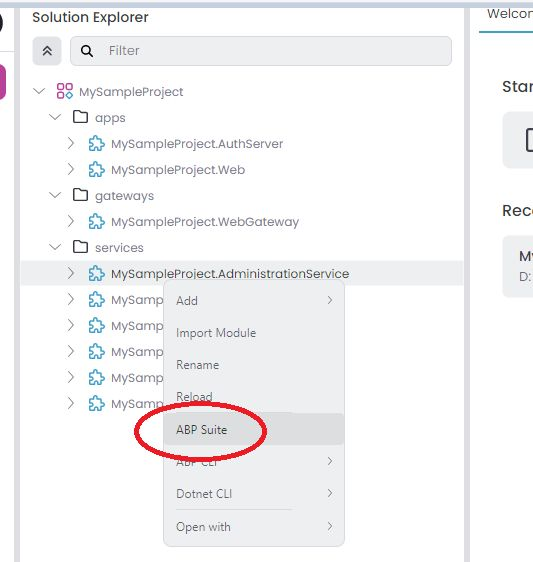 Solution Explorer
Welcom
Filter
MySampleProject
apps
MySampleProject.AuthServer
MySampleProject.Web
gateways
MySampleProject.WebGateway
services
MySampleProject.AdministrationService
MySamp
MySamp
MySamp
MySamp
MySamp
Add
Import Module
Rename
Reload
ABP Suite
ABP CLI
Dotnet CLI
Open with
Star
Rece
My
D: